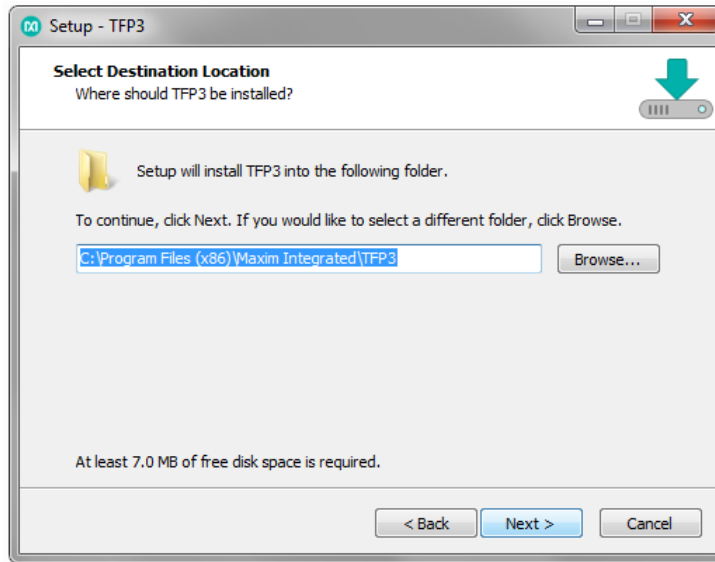 Setup - TFP3
Select Destination Location
Where should TFP3 be installed?
Setup will install TFP3 into the following folder.
To continue, click Next. If you would like to select a different folder, click Browse.
C:\Program Files (x86)\Maxim Integrated\TFP3
Browse...
At least 7.0 MB of free disk space is required.
< Back
Next >
Cancel